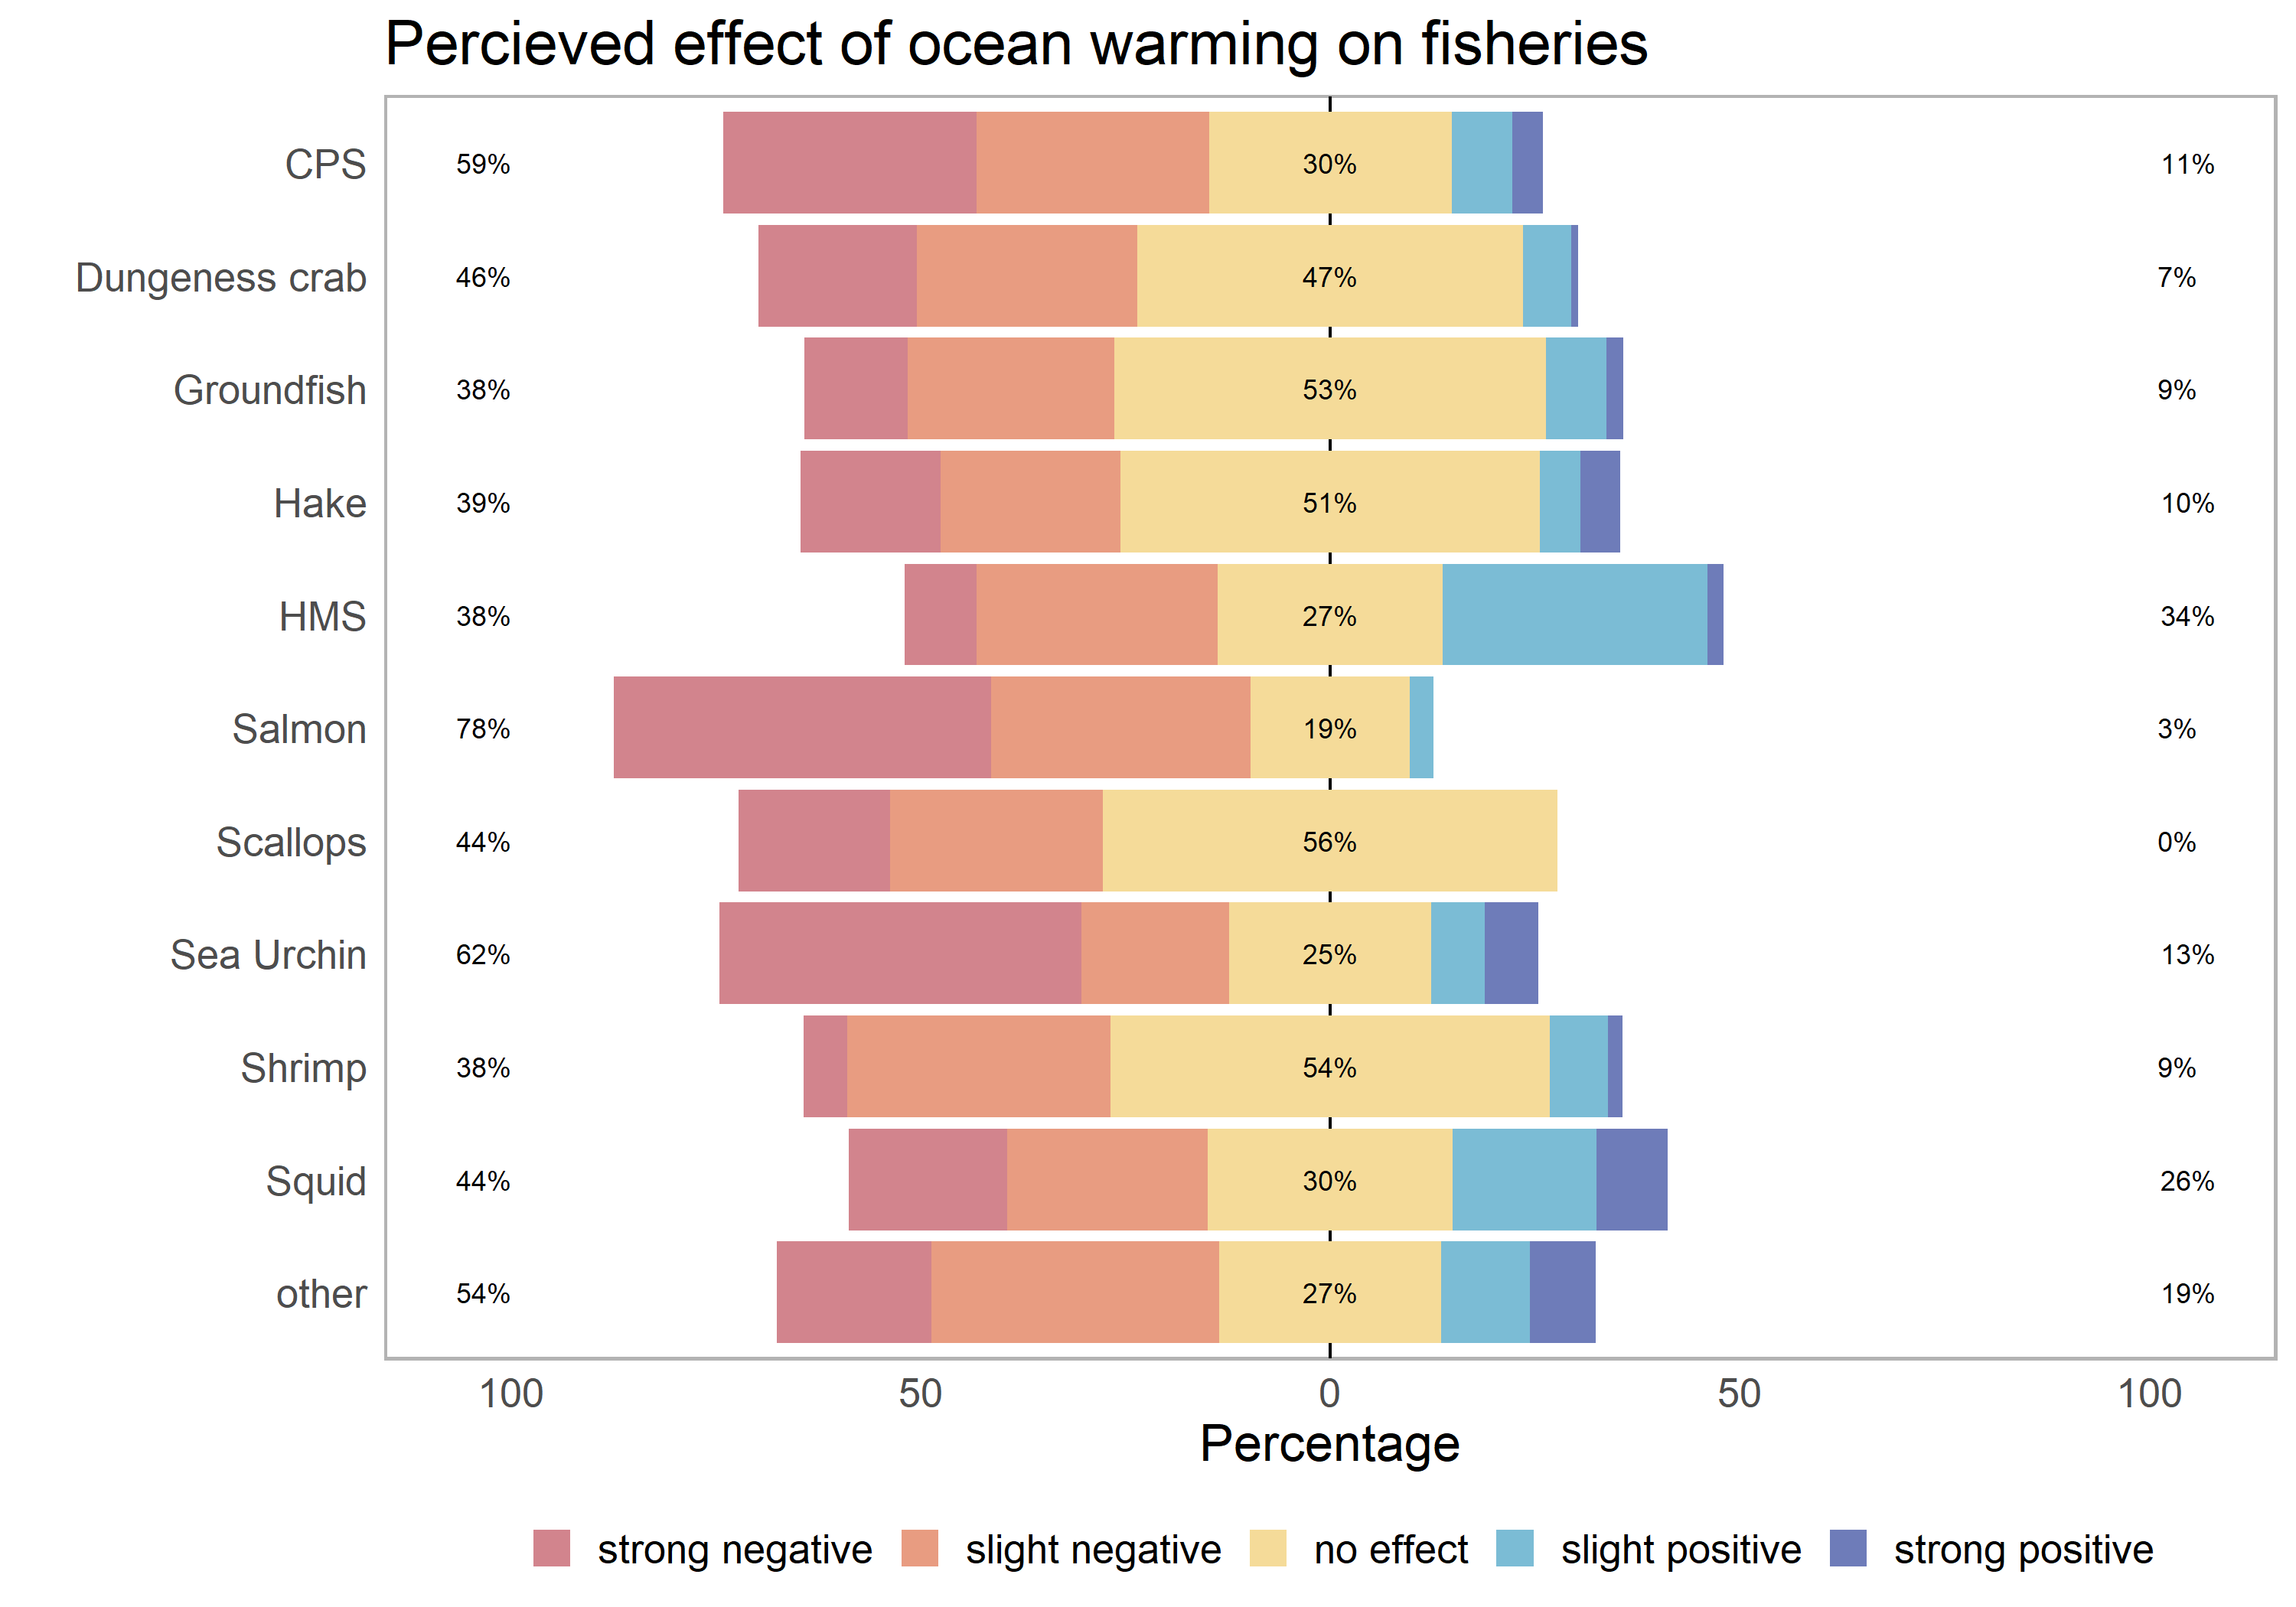 Percieved effect of ocean warming on fisheries
CPS 59% 30% 11%
Dungeness crab 46% 47% 7%
Groundfish 38% 53% 9%
Hake 39% 51% 10%
HMS 38% 27% 34%
Salmon 78% 19% 3%
Scallops 44% 56% 0%
Sea Urchin 62% 25% 13%
Shrimp 38% 54% 9%
Squid 44% 30% 26%
other 54% 27% 19%
100 50 0 50 100
Percentage
strong negative slight negative no effect slight positive strong positive